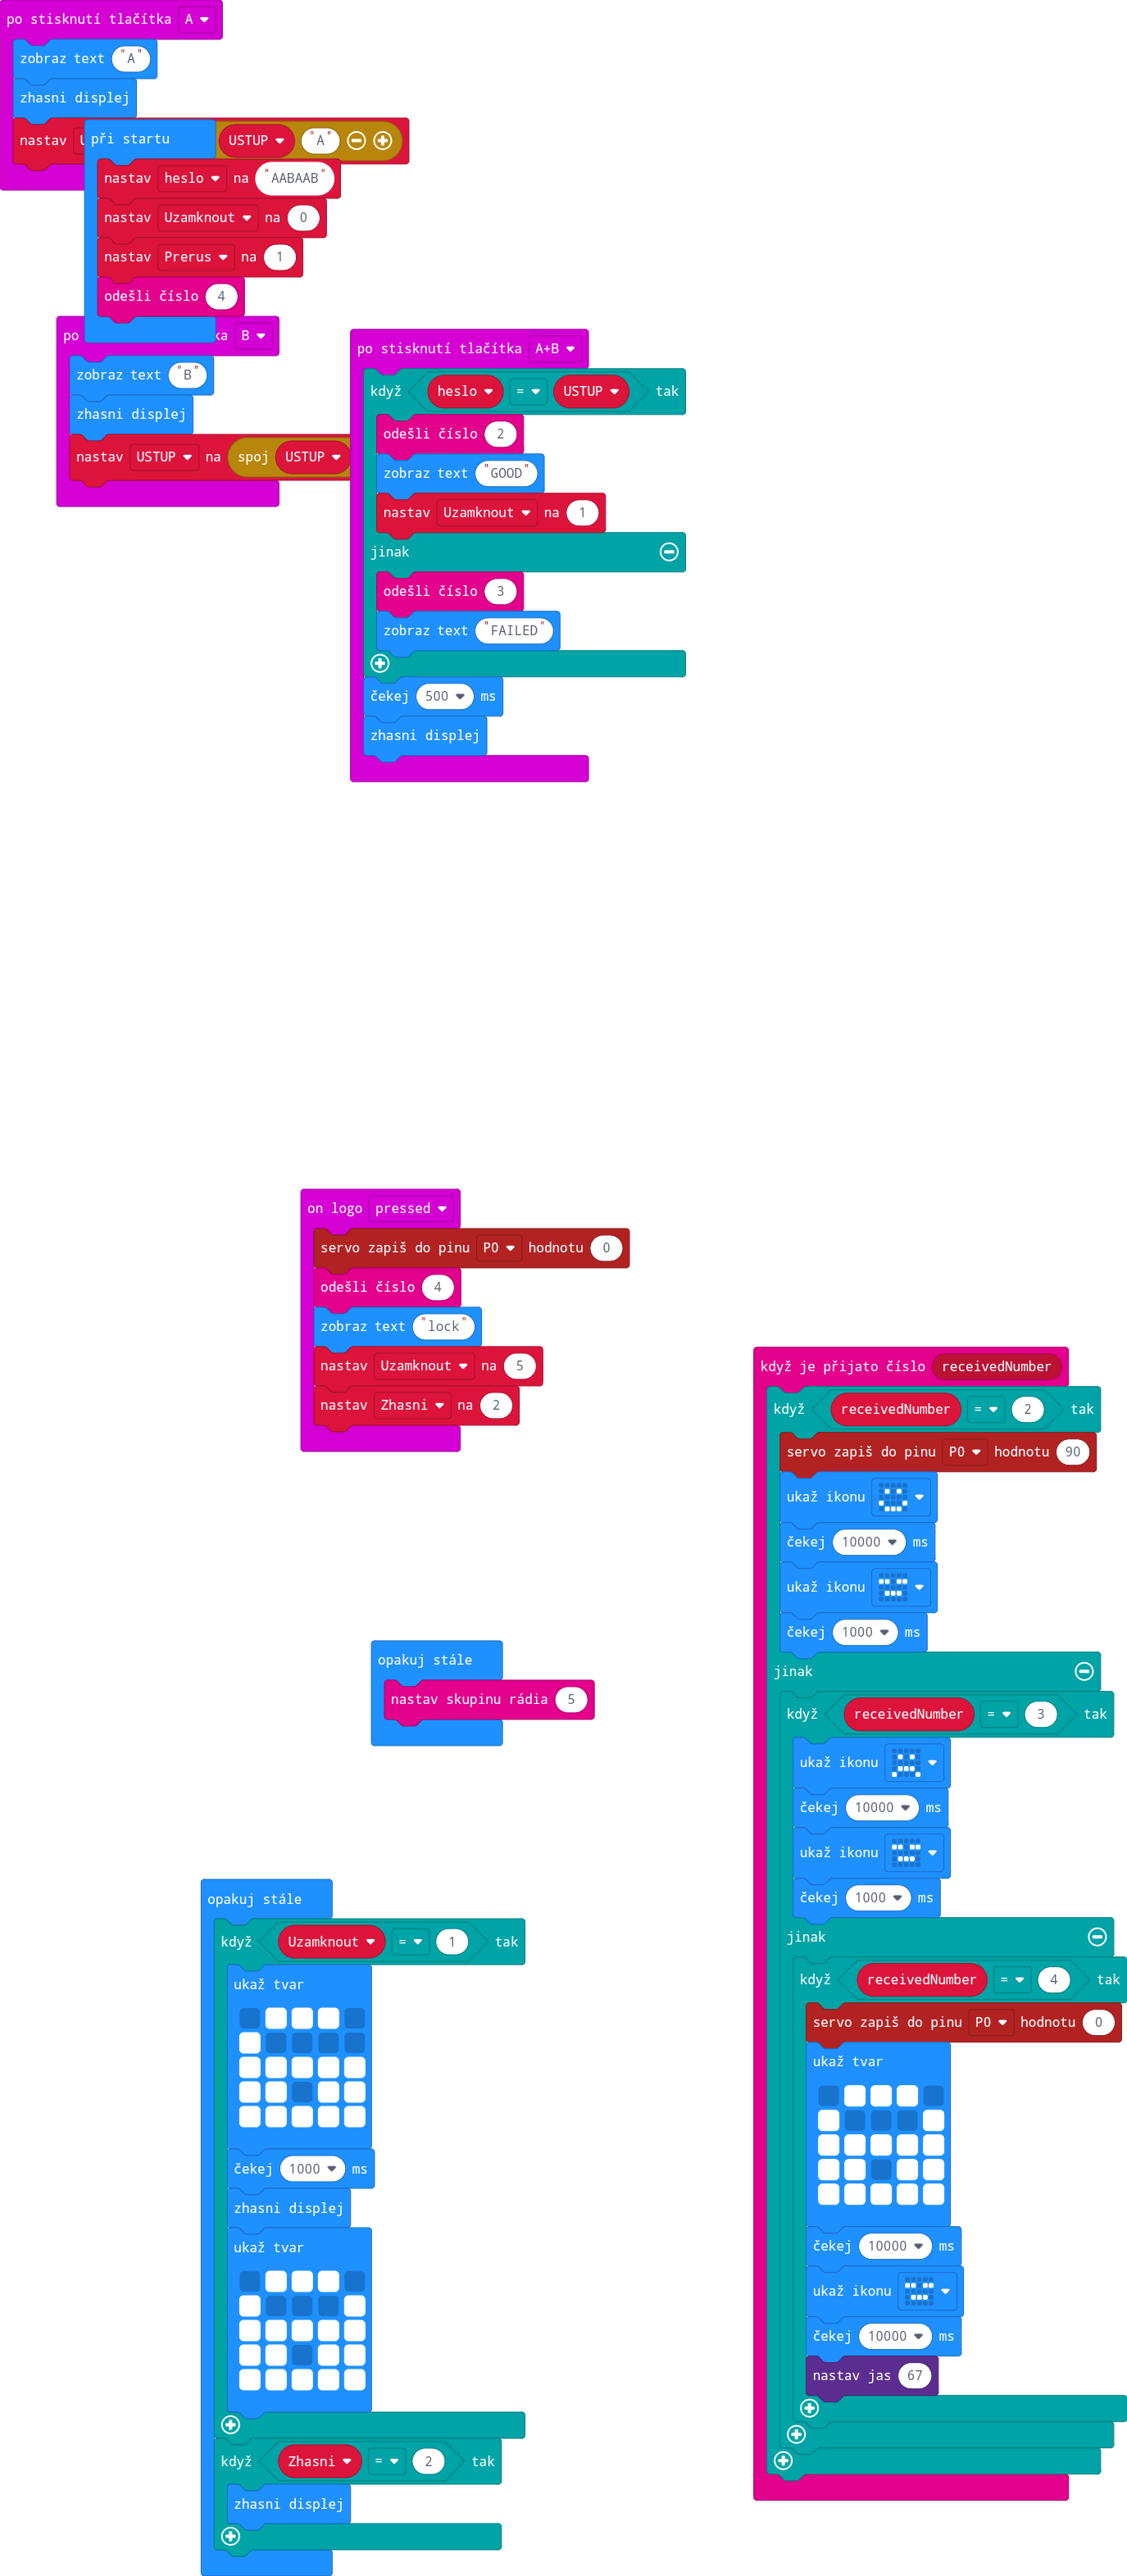 po stisknutí tlačítka A
zobraz text "A"
zhasni displej
nastav USTUP "A"
při startu
nastav heslo na "AABAAB"
nastav Uzamknout na 0
nastav Prerus na 1
odešli číslo 4
po B
zobraz text "B"
zhasni displej
nastav USTUP na spoj USTUP
po stisknutí tlačítka A+B
když heslo = USTUP tak
odešli číslo 2
zobraz text "GOOD"
nastav Uzamknout na 1
jinak
odešli číslo 3
zobraz text "FAILED"
čekej 500 ms
zhasni displej
on logo pressed
servo zapiš do pinu P0 hodnotu 0
odešli číslo 4
zobraz text "lock"
nastav Uzamknout na 5
nastav Zhasni na 2
když je přijato číslo receivedNumber
když receivedNumber = 2 tak
servo zapiš do pinu P0 hodnotu 90
ukaž ikonu
čekej 10000 ms
ukaž ikonu
čekej 1000 ms
jinak
když receivedNumber = 3 tak
ukaž ikonu
čekej 10000 ms
ukaž ikonu
čekej 1000 ms
jinak
když receivedNumber = 4 tak
servo zapiš do pinu P0 hodnotu 0
ukaž tvar
čekej 10000 ms
ukaž ikonu
čekej 10000 ms
nastav jas 67
opakuj stále
nastav skupinu rádia 5
opakuj stále
když Uzamknout = 1 tak
ukaž tvar
čekej 1000 ms
zhasni displej
ukaž tvar
když Zhasni = 2 tak
zhasni displej